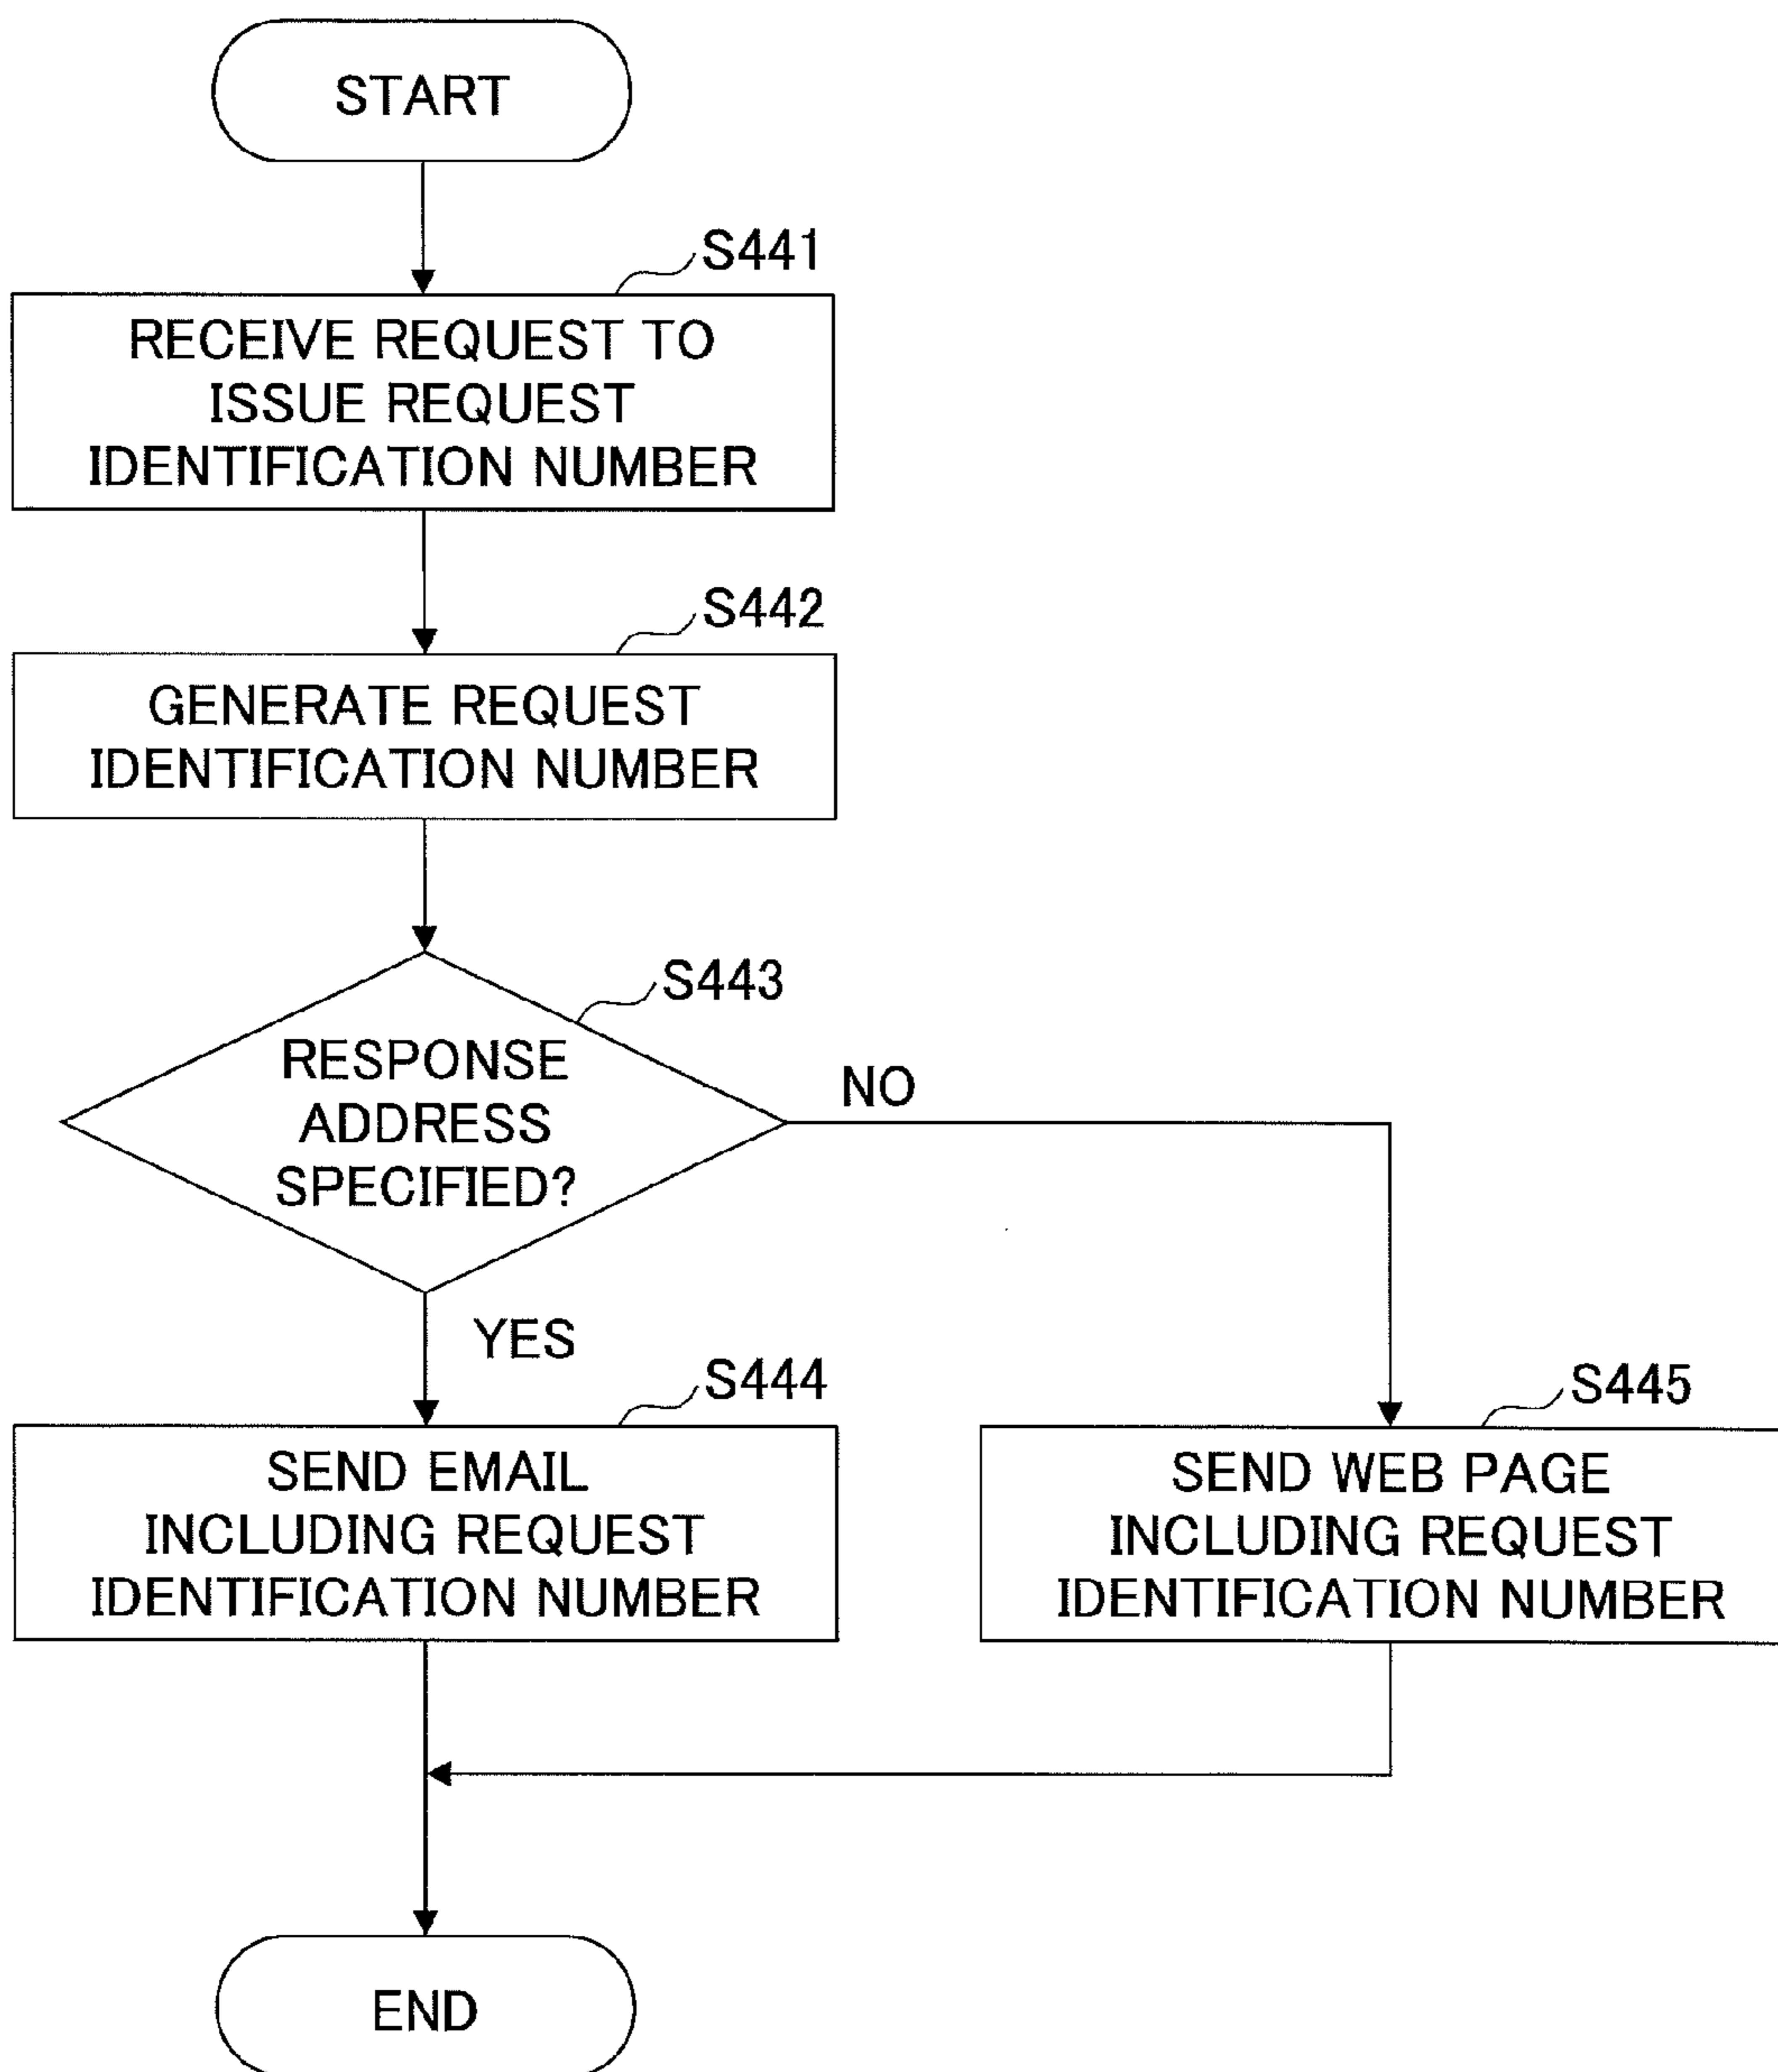 START
S441
RECEIVE REQUEST TO
ISSUE REQUEST
IDENTIFICATION NUMBER
S442
GENERATE REQUEST
IDENTIFICATION NUMBER
S443
RESPONSE
ADDRESS
SPECIFIED?
NO
YES
S444
SEND EMAIL
INCLUDING REQUEST
IDENTIFICATION NUMBER
S445
SEND WEB PAGE
INCLUDING REQUEST
IDENTIFICATION NUMBER
END